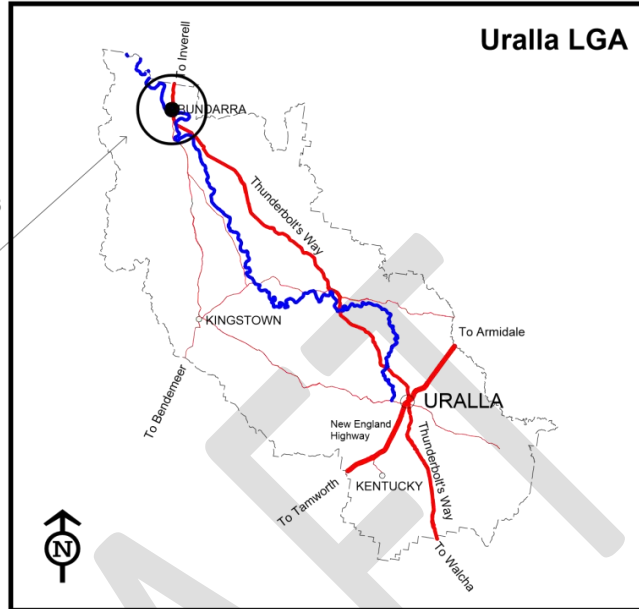 Uralla LGA
To Inverell
BUNDARRA
Thunderbolt's Way
KINGSTOWN
To Armidale
To Bendemeer
URALLA
New England
Highway
Thunderbolt's Way
KENTUCKY
To Tamworth
To Walcha
N